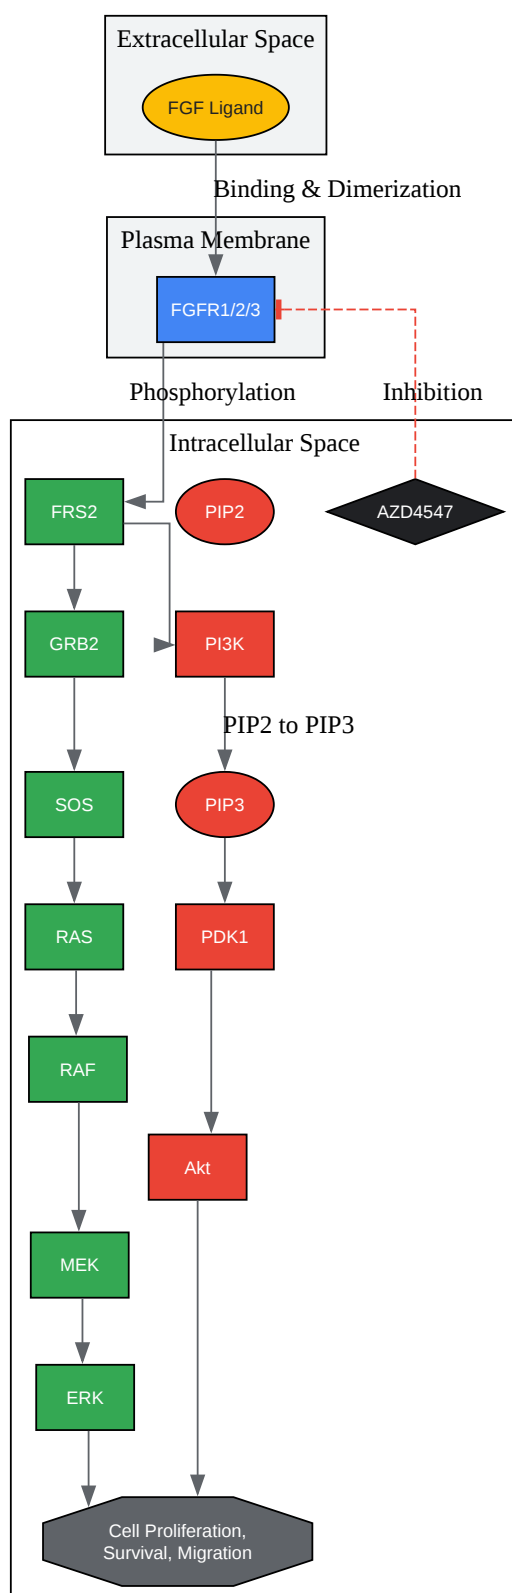 Extracellular Space
FGF Ligand
Binding & Dimerization
Plasma Membrane
FGFR1/2/3
Phosphorylation
Inhibition
Intracellular Space
FRS2
PIP2
AZD4547
GRB2
PI3K
PIP2 to PIP3
SOS
PIP3
RAS
PDK1
RAF
Akt
MEK
ERK
Cell Proliferation,
Survival, Migration